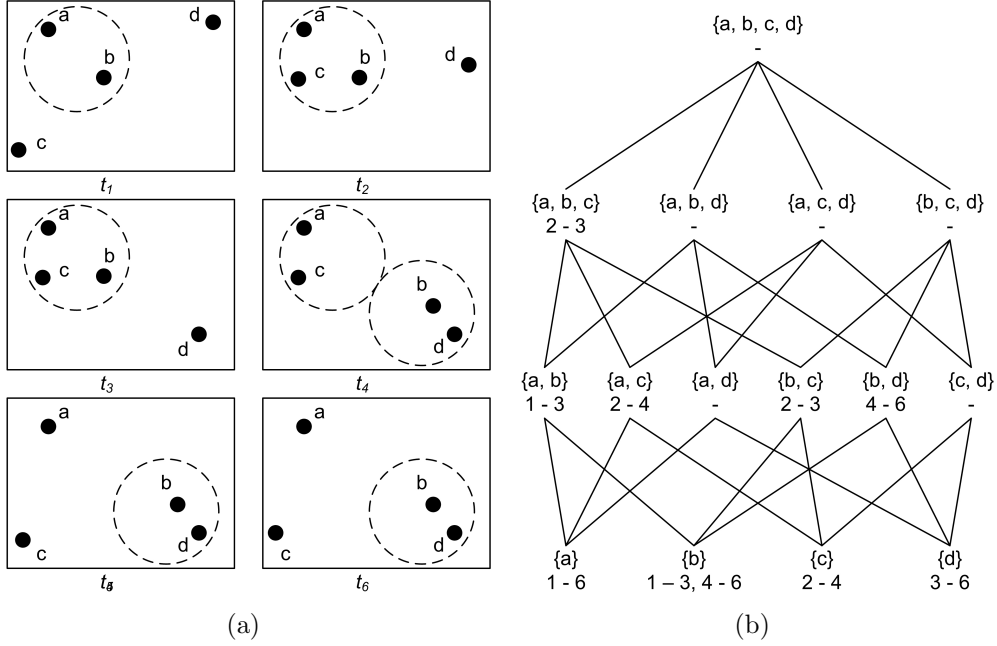 a
b
c
d
t1
a
c
b
d
t2
a
c
b
d
t3
a
c
b
d
t4
a
b
d
c
a
b
d
c
t6
(a)
{a, b, c, d}
-
{a, b, c} {a, b, d} {a, c, d} {b, c, d}
2 - 3 - - -
{a, b} {a, c} {a, d} {b, c} {b, d} {c, d}
1 - 3 2 - 4 - 2 - 3 4 - 6 -
{a} {b} {c} {d}
1 - 6 1 – 3, 4 - 6 2 - 4 3 - 6
(b)